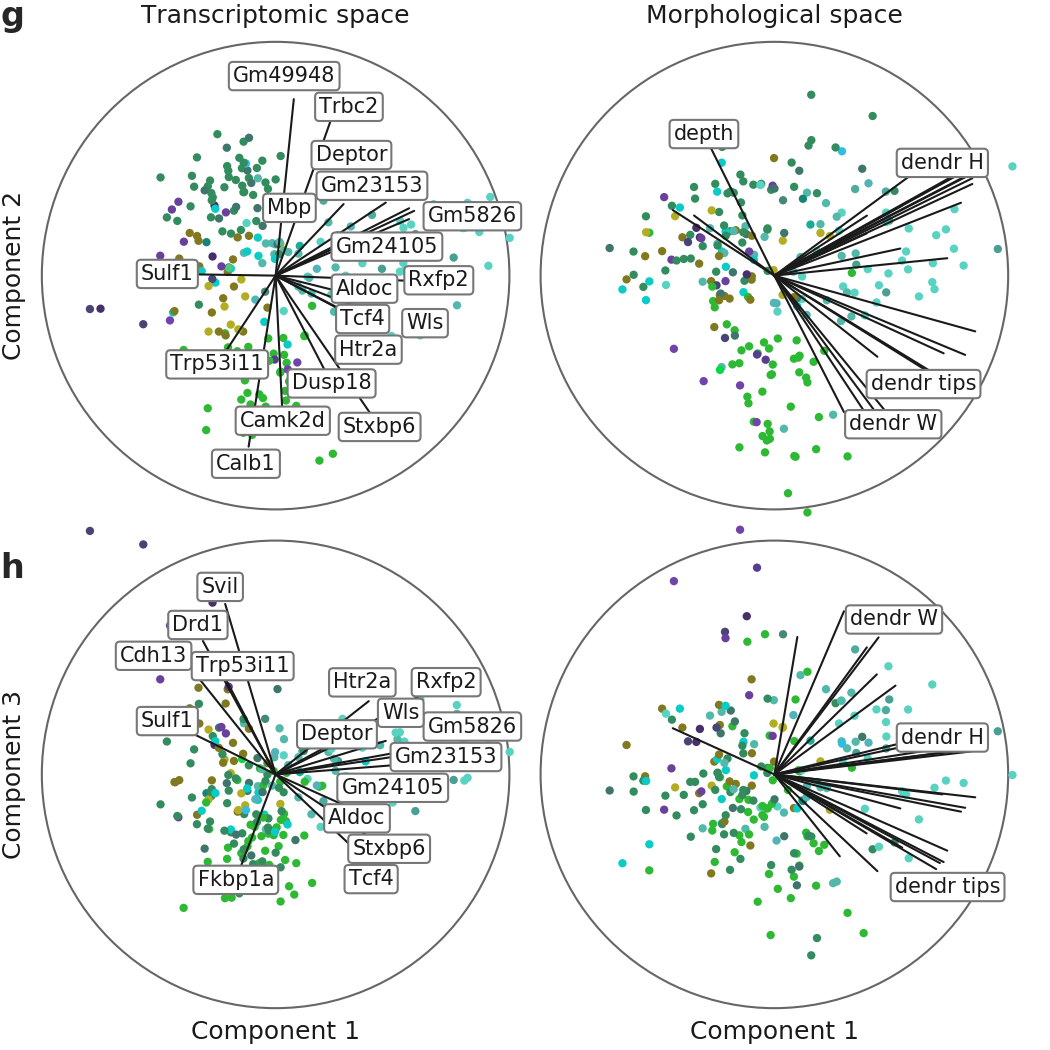 g
Transcriptomic space
Morphological space
Component 2
Gm49948
Trbc2
Deptor
Gm23153
Mbp
Gm5826
Gm24105
Sulf1
Rxfp2
Aldoc
Tcf4
Wls
Htr2a
Trp53i11
Dusp18
Camk2d
Stxbp6
Calb1
depth
dendr H
dendr tips
dendr W
h
Component 3
Svil
Drd1
Cdh13
Trp53i11
Htr2a
Rxfp2
Wls
Sulf1
Deptor
Gm5826
Gm23153
Gm24105
Aldoc
Stxbp6
Fkbp1a
Tcf4
dendr W
dendr H
dendr tips
Component 1
Component 1